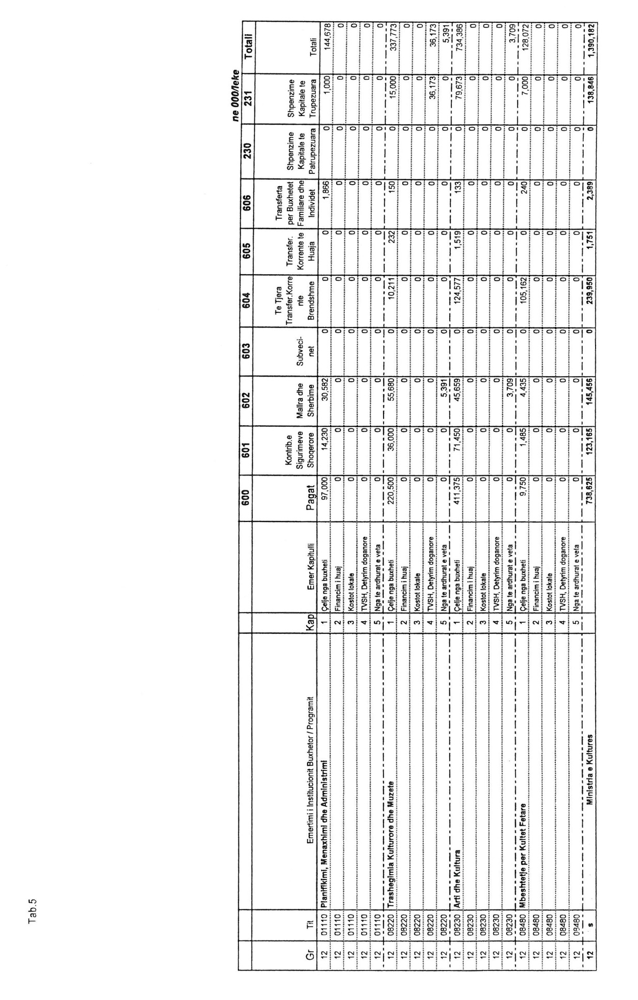 Tab.5
ne 000/leke
600 601 602 603 604 605 606 230 231 Totali
Gr Tit Emertimi i Institucionit Buxhetor / Programit Kap Emer Kapitulli Pagat Kontrib.e Sigurimeve Shoqerore Mallra dhe Sherbime Subveci-net Te Tjera Transfer.Korrente Brendshme Transfer. Korrente te Huaja Transferta per Buxhetet Familiare dhe Individet Shpenzime Kapitale te Patrupezuara Shpenzime Kapitale te Trupezuara Totali
12 01110 Planifikimi, Menaxhimi dhe Administrimi 1 Çelje nga buxheti 97,000 14,230 30,582 0 0 0 1,866 0 1,000 144,678
12 01110 2 Financim i huaj 0 0 0 0 0 0 0 0 0 0
12 01110 3 Kostot lokale 0 0 0 0 0 0 0 0 0 0
12 01110 4 TVSH, Detyrim doganore 0 0 0 0 0 0 0 0 0 0
12 01110 5 Nga te ardhurat e veta 0 0 0 0 0 0 0 0 0 0
12 08220 Trashegimia Kulturore dhe Muzete 1 Çelje nga buxheti 220,500 36,000 55,680 0 10,211 232 150 0 15,000 337,773
12 08220 2 Financim i huaj 0 0 0 0 0 0 0 0 0 0
12 08220 3 Kostot lokale 0 0 0 0 0 0 0 0 0 0
12 08220 4 TVSH, Detyrim doganore 0 0 0 0 0 0 0 0 36,173 36,173
12 08220 5 Nga te ardhurat e veta 0 0 5,391 0 0 0 0 0 0 5,391
12 08230 Arti dhe Kultura 1 Çelje nga buxheti 411,375 71,450 45,659 0 124,577 1,519 133 0 79,673 734,386
12 08230 2 Financim i huaj 0 0 0 0 0 0 0 0 0 0
12 08230 3 Kostot lokale 0 0 0 0 0 0 0 0 0 0
12 08230 4 TVSH, Detyrim doganore 0 0 0 0 0 0 0 0 0 0
12 08230 5 Nga te ardhurat e veta 0 0 3,709 0 0 0 0 0 0 3,709
12 08480 Mbeshtetje per Kultet Fetare 1 Çelje nga buxheti 9,750 1,485 4,435 0 105,162 0 240 0 7,000 128,072
12 08480 2 Financim i huaj 0 0 0 0 0 0 0 0 0 0
12 08480 3 Kostot lokale 0 0 0 0 0 0 0 0 0 0
12 08480 4 TVSH, Detyrim doganore 0 0 0 0 0 0 0 0 0 0
12 08480 5 Nga te ardhurat e veta 0 0 0 0 0 0 0 0 0 0
12 s Ministria e Kultures 738,625 123,165 145,456 0 239,950 1,751 2,389 0 138,846 1,390,182